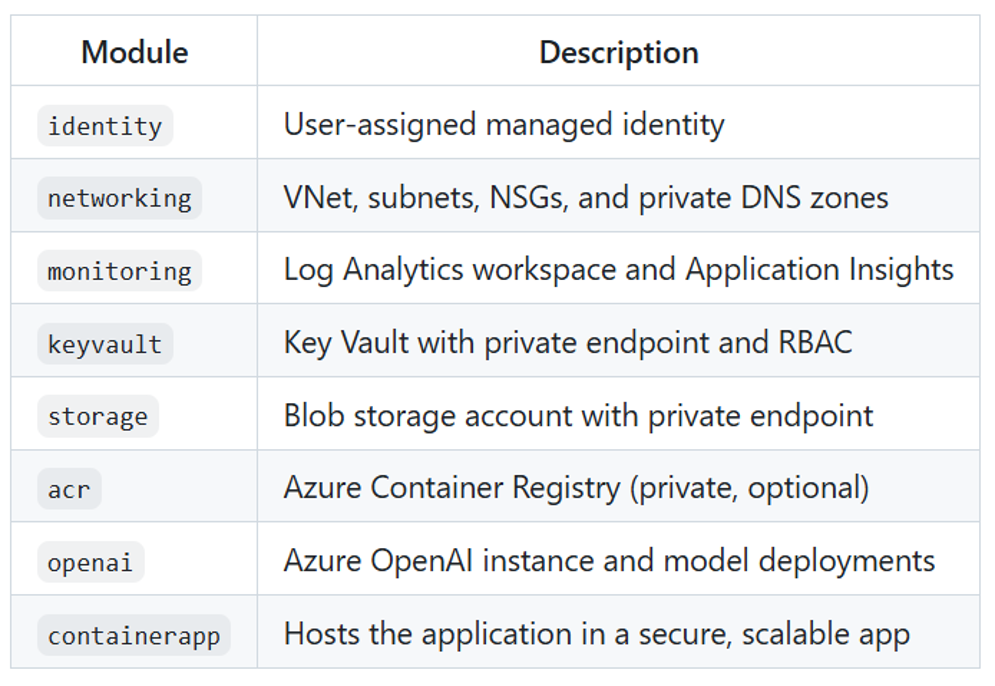 Module Description
identity User-assigned managed identity
networking VNet, subnets, NSGs, and private DNS zones
monitoring Log Analytics workspace and Application Insights
keyvault Key Vault with private endpoint and RBAC
storage Blob storage account with private endpoint
acr Azure Container Registry (private, optional)
openai Azure OpenAI instance and model deployments
containerapp Hosts the application in a secure, scalable app